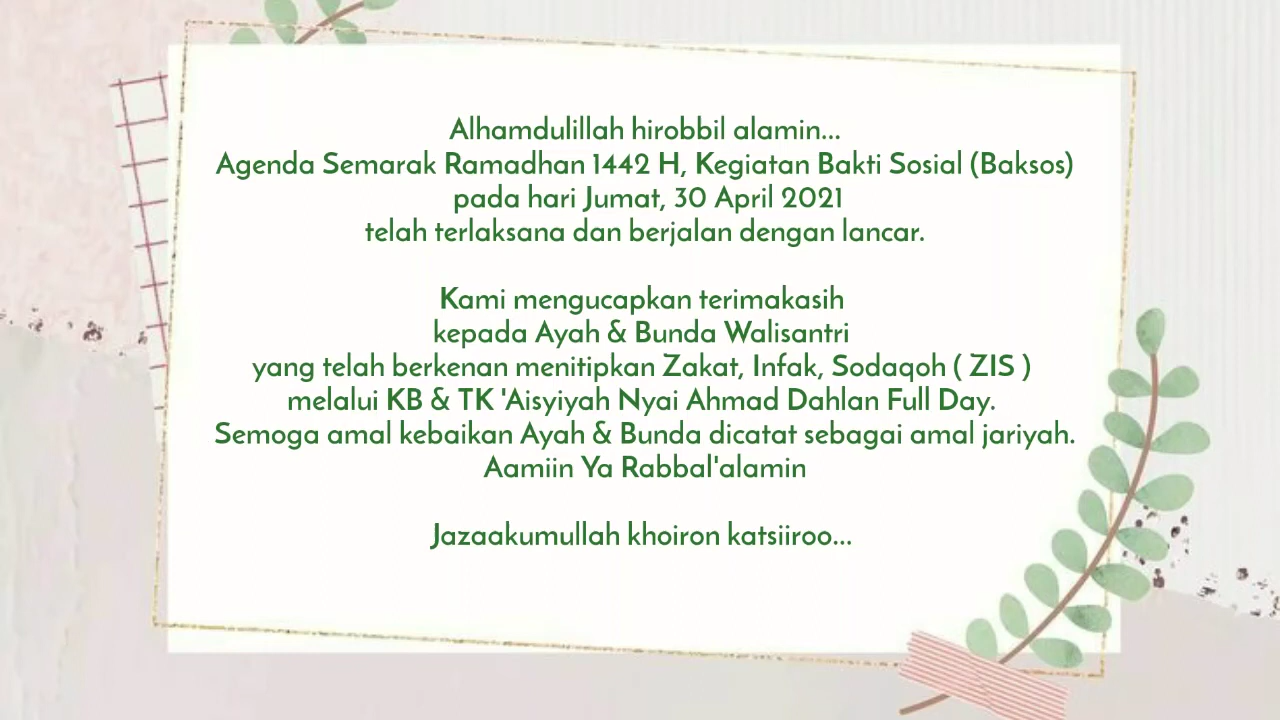 Alhamdulillah hirobbil alamin...
Agenda Semarak Ramadhan 1442 H, Kegiatan Bakti Sosial (Baksos)
pada hari Jumat, 30 April 2021
telah terlaksana dan berjalan dengan lancar.
Kami mengucapkan terimakasih
kepada Ayah & Bunda Walisantri
yang telah berkenan menitipkan Zakat, Infak, Sodaqoh ( ZIS )
melalui KB & TK 'Aisyiyah Nyai Ahmad Dahlan Full Day.
Semoga amal kebaikan Ayah & Bunda dicatat sebagai amal jariyah.
Aamiin Ya Rabbal'alamin
Jazaakumullah khoiron katsiiroo...